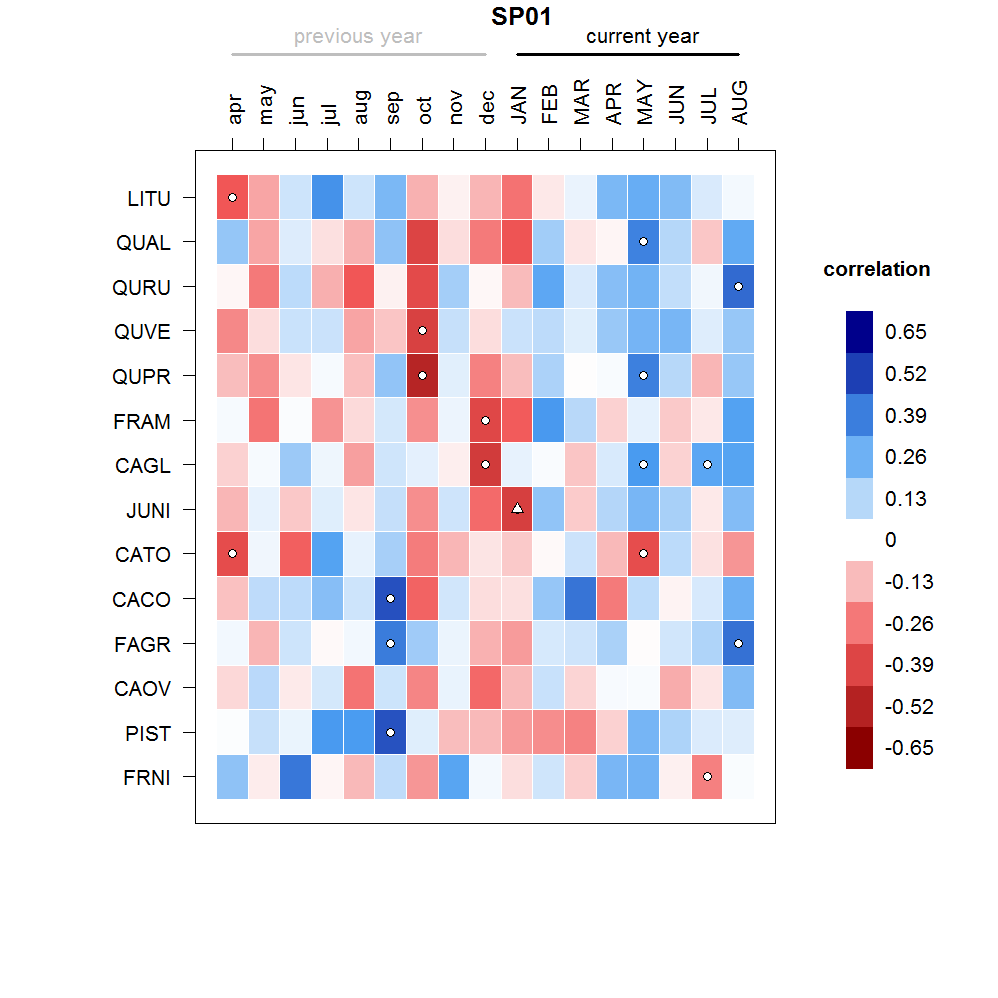 SP01
previous year
current year
apr
may
jun
jul
aug
sep
oct
nov
dec
JAN
FEB
MAR
APR
MAY
JUN
JUL
AUG
LITU
QUAL
QURU
QUVE
QUPR
FRAM
CAGL
JUNI
CATO
CACO
FAGR
CAOV
PIST
FRNI
correlation
0.65
0.52
0.39
0.26
0.13
0
-0.13
-0.26
-0.39
-0.52
-0.65